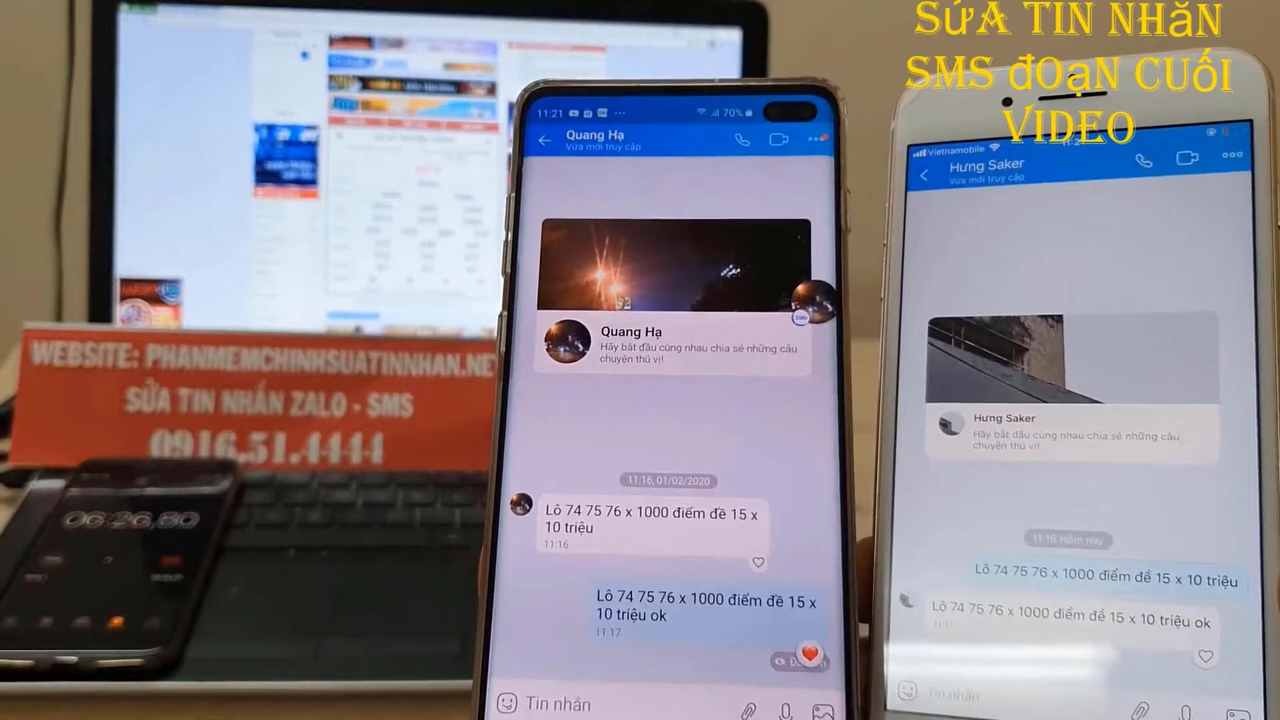 SỬA TIN NHẮN
SMS ĐOẠN CUỐI
VIDEO
WEBSITE: PHANMEMCHINHSUATINNHAN.NE
SỬA TIN NHẮN ZALO - SMS
0916.51.4444
06:26,50
11:21
70%
Quang Hạ
Vừa mới truy cập
Zalo
Quang Hạ
Hãy bắt đầu cùng nhau chia sẻ những câu
chuyện thú vị!
11:16, 01/02/2020
Lô 74 75 76 x 1000 điểm đề 15 x
10 triệu
11:16
Lô 74 75 76 x 1000 điểm đề 15 x
10 triệu ok
11:17
Tin nhắn
Vietnamobile
Hưng Saker
Vừa mới truy cập
Hưng Saker
Hãy bắt đầu cùng nhau chia sẻ những câu
chuyện thú vị!
11:16 Hôm nay
Lô 74 75 76 x 1000 điểm đề 15 x 10 triệu
Lô 74 75 76 x 1000 điểm đề 15 x 10 triệu ok
Tin nhắn